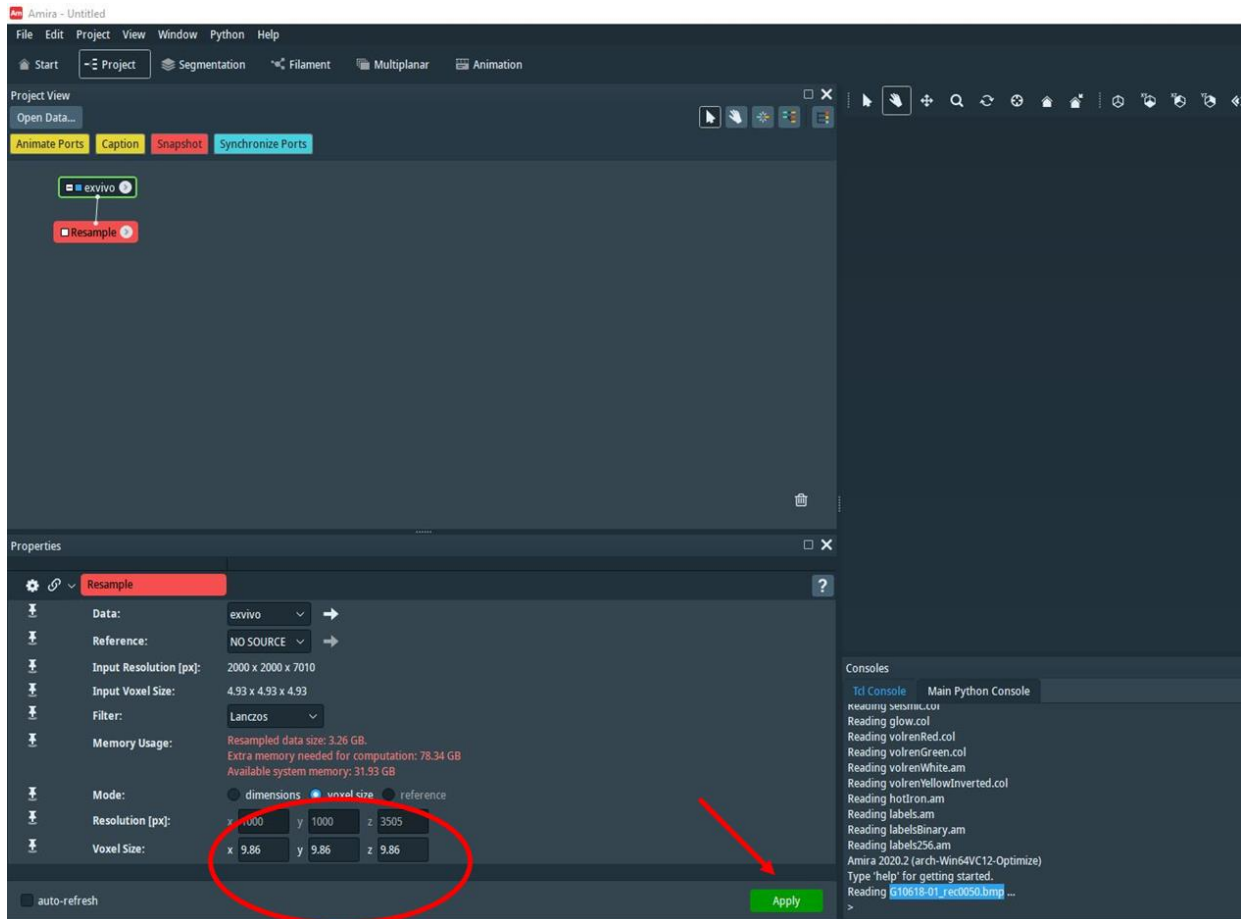 Am Amira - Untitled
File Edit Project View Window Python Help
Start Project Segmentation Filament Multiplanar Animation
Project View
Open Data...
Animate Ports Caption Snapshot Synchronize Ports
exvivo
Resample
Properties
Resample ?
Data: exvivo
Reference: NO SOURCE
Input Resolution [px]: 2000 x 2000 x 7010
Input Voxel Size: 4.93 x 4.93 x 4.93
Filter: Lanczos
Memory Usage: Resampled data size: 3.26 GB.
Extra memory needed for computation: 78.34 GB
Available system memory: 31.93 GB
Mode: dimensions voxel size reference
Resolution [px]: x 1000 y 1000 z 3505
Voxel Size: x 9.86 y 9.86 z 9.86
auto-refresh Apply
Consoles
Tcl Console Main Python Console
Reading seismic.col
Reading glow.col
Reading volrenRed.col
Reading volrenGreen.col
Reading volrenWhite.am
Reading volrenYellowInverted.col
Reading hotIron.am
Reading labels.am
Reading labelsBinary.am
Reading labels256.am
Amira 2020.2 (arch-Win64VC12-Optimize)
Type 'help' for getting started.
Reading G10618-01_rec0050.bmp ...
>